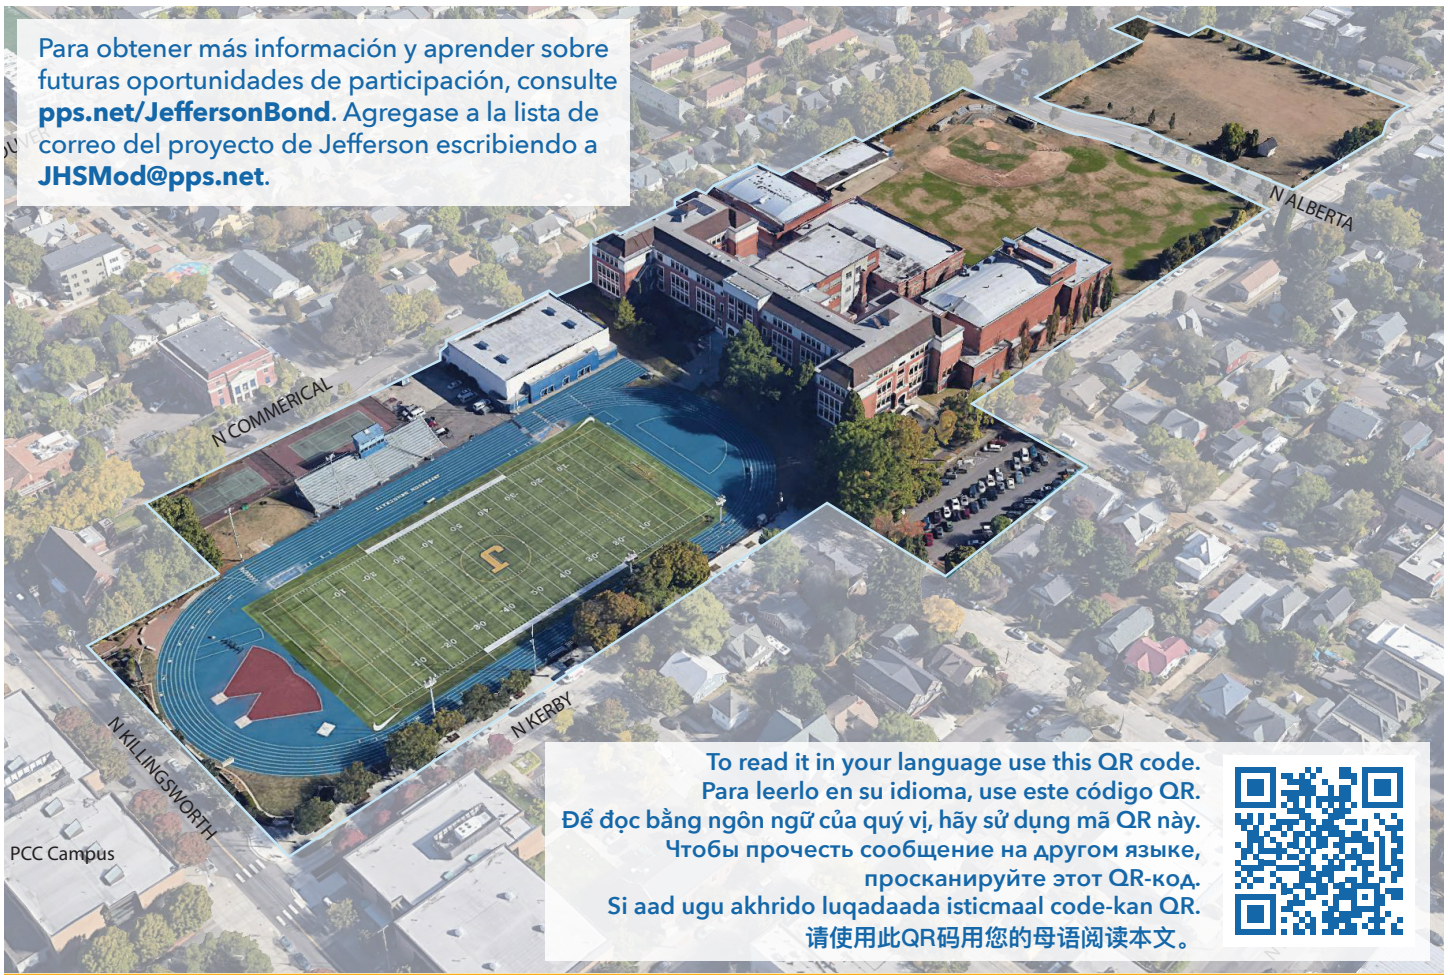 Para obtener más información y aprender sobre
futuras oportunidades de participación, consulte
pps.net/JeffersonBond. Agregase a la lista de
correo del proyecto de Jefferson escribiendo a
JHSMod@pps.net.
N ALBERTA
N COMMERICAL
J
N KERBY
N KILLINGSWORTH
PCC Campus
To read it in your language use this QR code.
Para leerlo en su idioma, use este código QR.
Để đọc bằng ngôn ngữ của quý vị, hãy sử dụng mã QR này.
Чтобы прочесть сообщение на другом языке,
просканируйте этот QR-код.
Si aad ugu akhrido luqadaada isticmaal code-kan QR.
请使用此QR码用您的母语阅读本文。